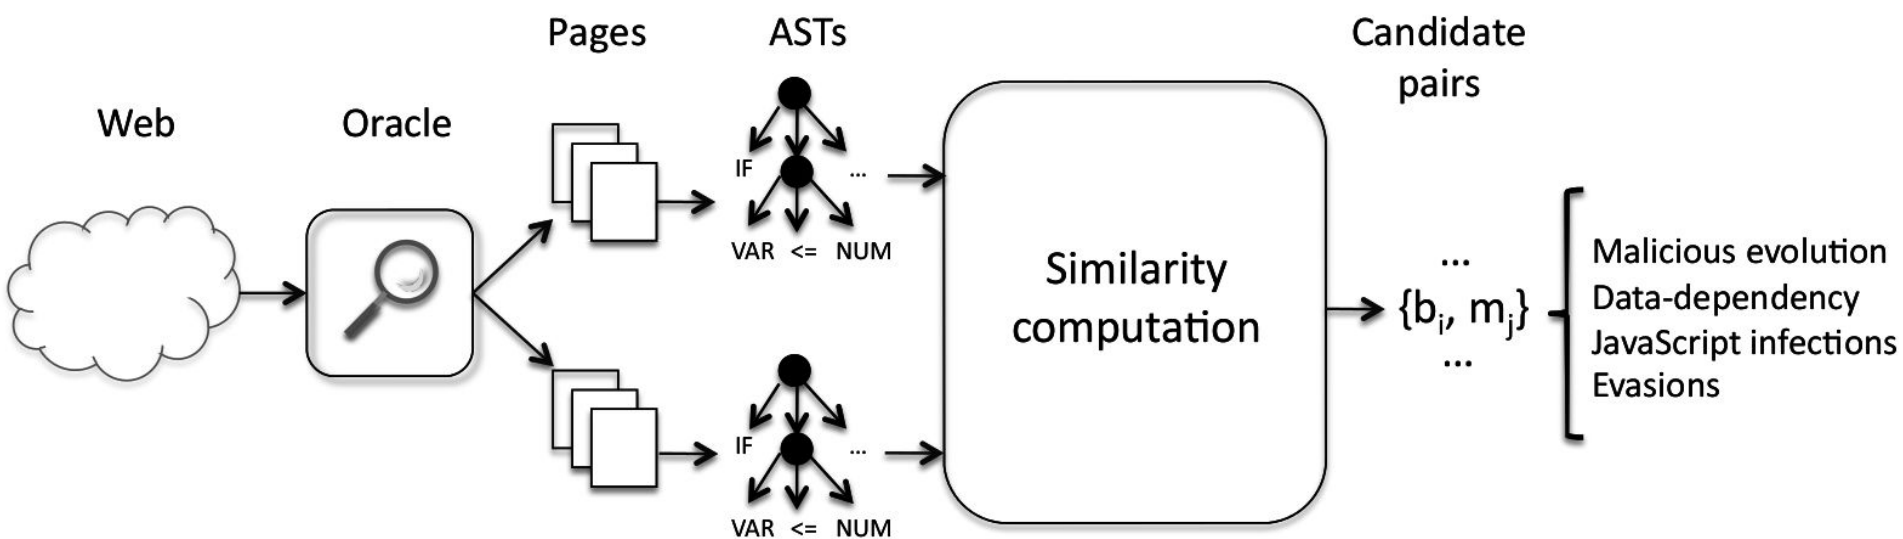 Pages
ASTs
Candidate
pairs
Web
Oracle
IF
...
VAR <= NUM
Similarity
computation
...
{bi, mj}
...
Malicious evolution
Data-dependency
JavaScript infections
Evasions
IF
...
VAR <= NUM